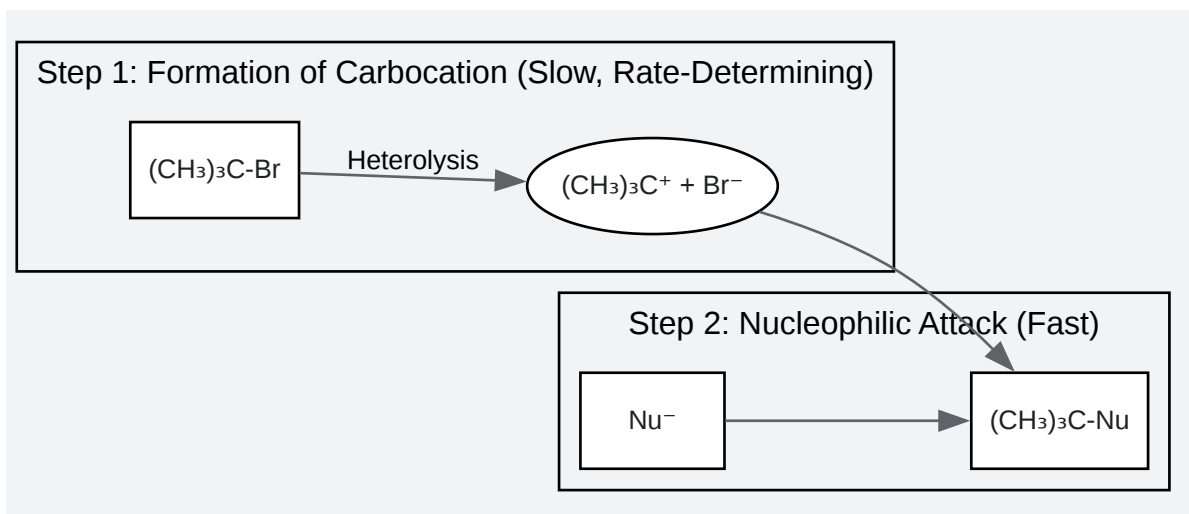 Step 1: Formation of Carbocation (Slow, Rate-Determining)
(CH₃)₃C-Br
Heterolysis
(CH₃)₃C⁺ + Br⁻
Step 2: Nucleophilic Attack (Fast)
Nu⁻
(CH₃)₃C-Nu